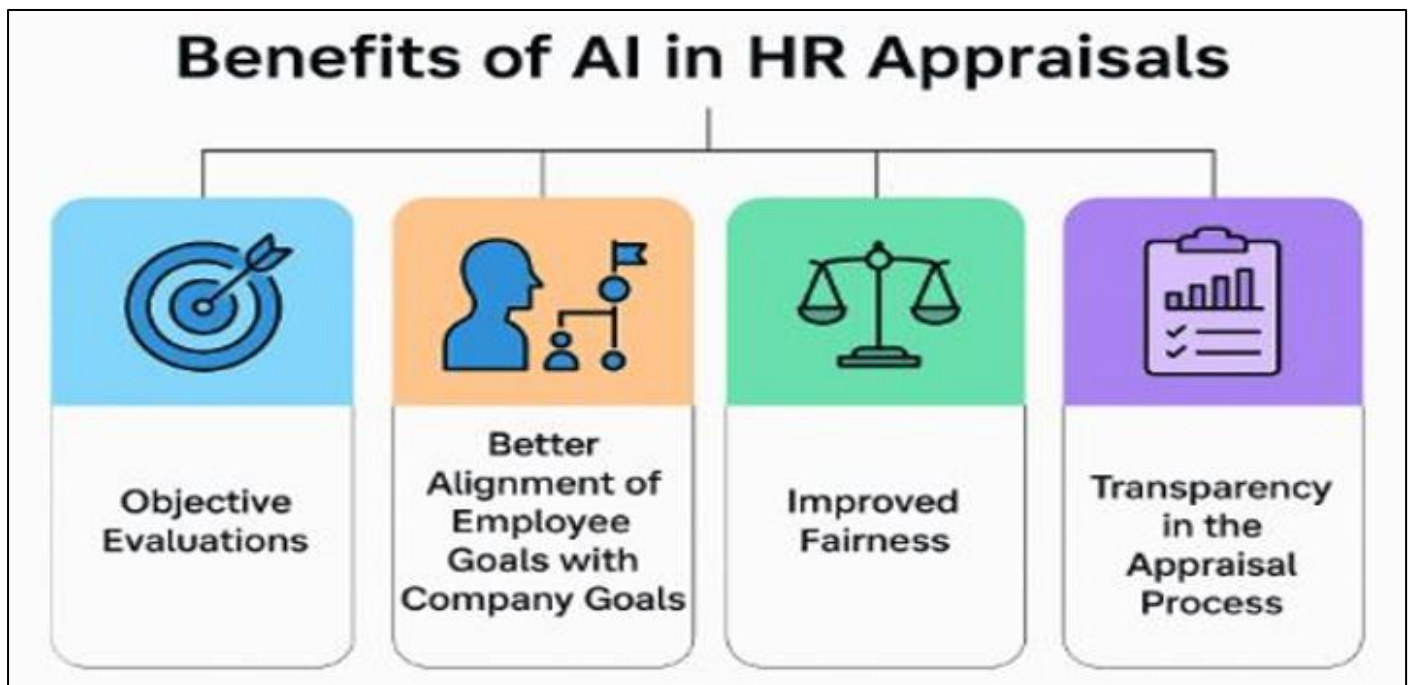 Benefits of AI in HR Appraisals
Objective
Evaluations
Better
Alignment of
Employee
Goals with
Company Goals
Improved
Fairness
Transparency
in the
Appraisal
Process